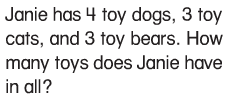 Janie has 4 toy dogs, 3 toy
cats, and 3 toy bears. How
many toys does Janie have
in all?